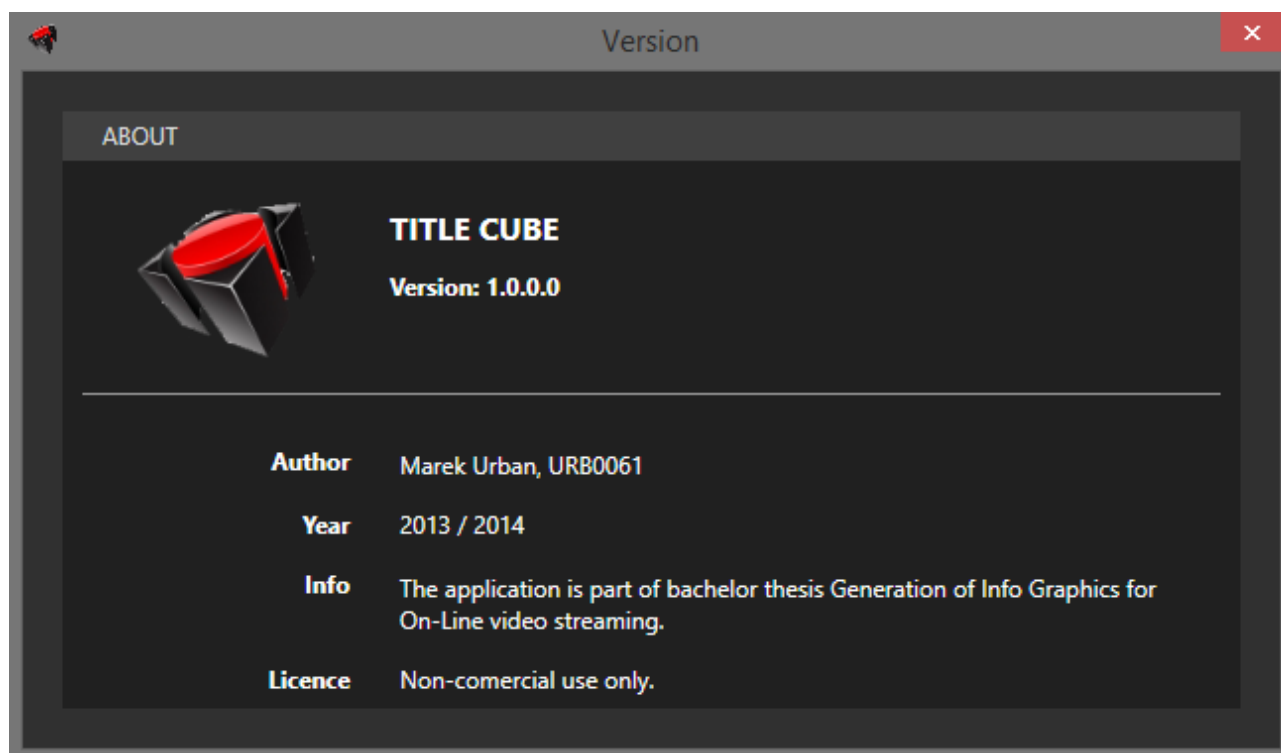 Version
ABOUT
TITLE CUBE
Version: 1.0.0.0
Author Marek Urban, URB0061
Year 2013 / 2014
Info The application is part of bachelor thesis Generation of Info Graphics for
On-Line video streaming.
Licence Non-comercial use only.